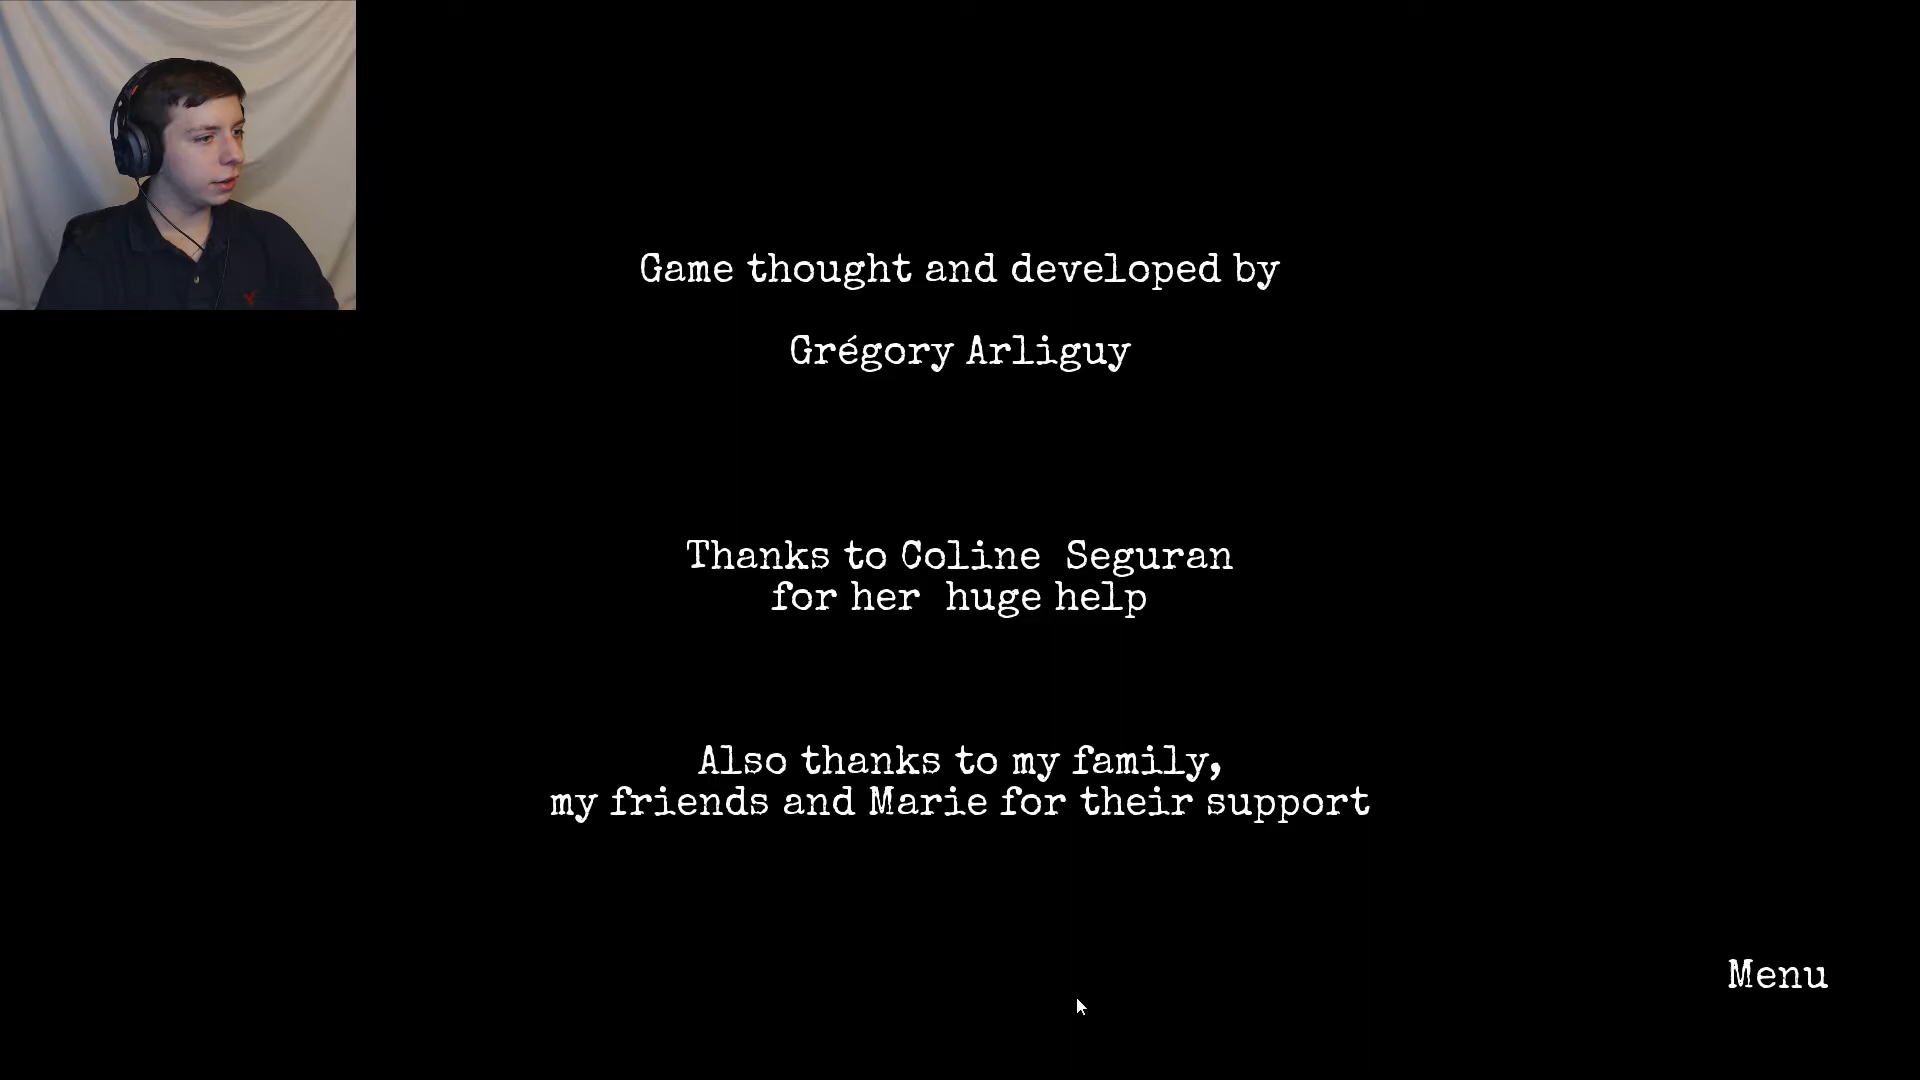 Game thought and developed by
Grégory Arliguy
Thanks to Coline Seguran
for her huge help
Also thanks to my family,
my friends and Marie for their support
Menu